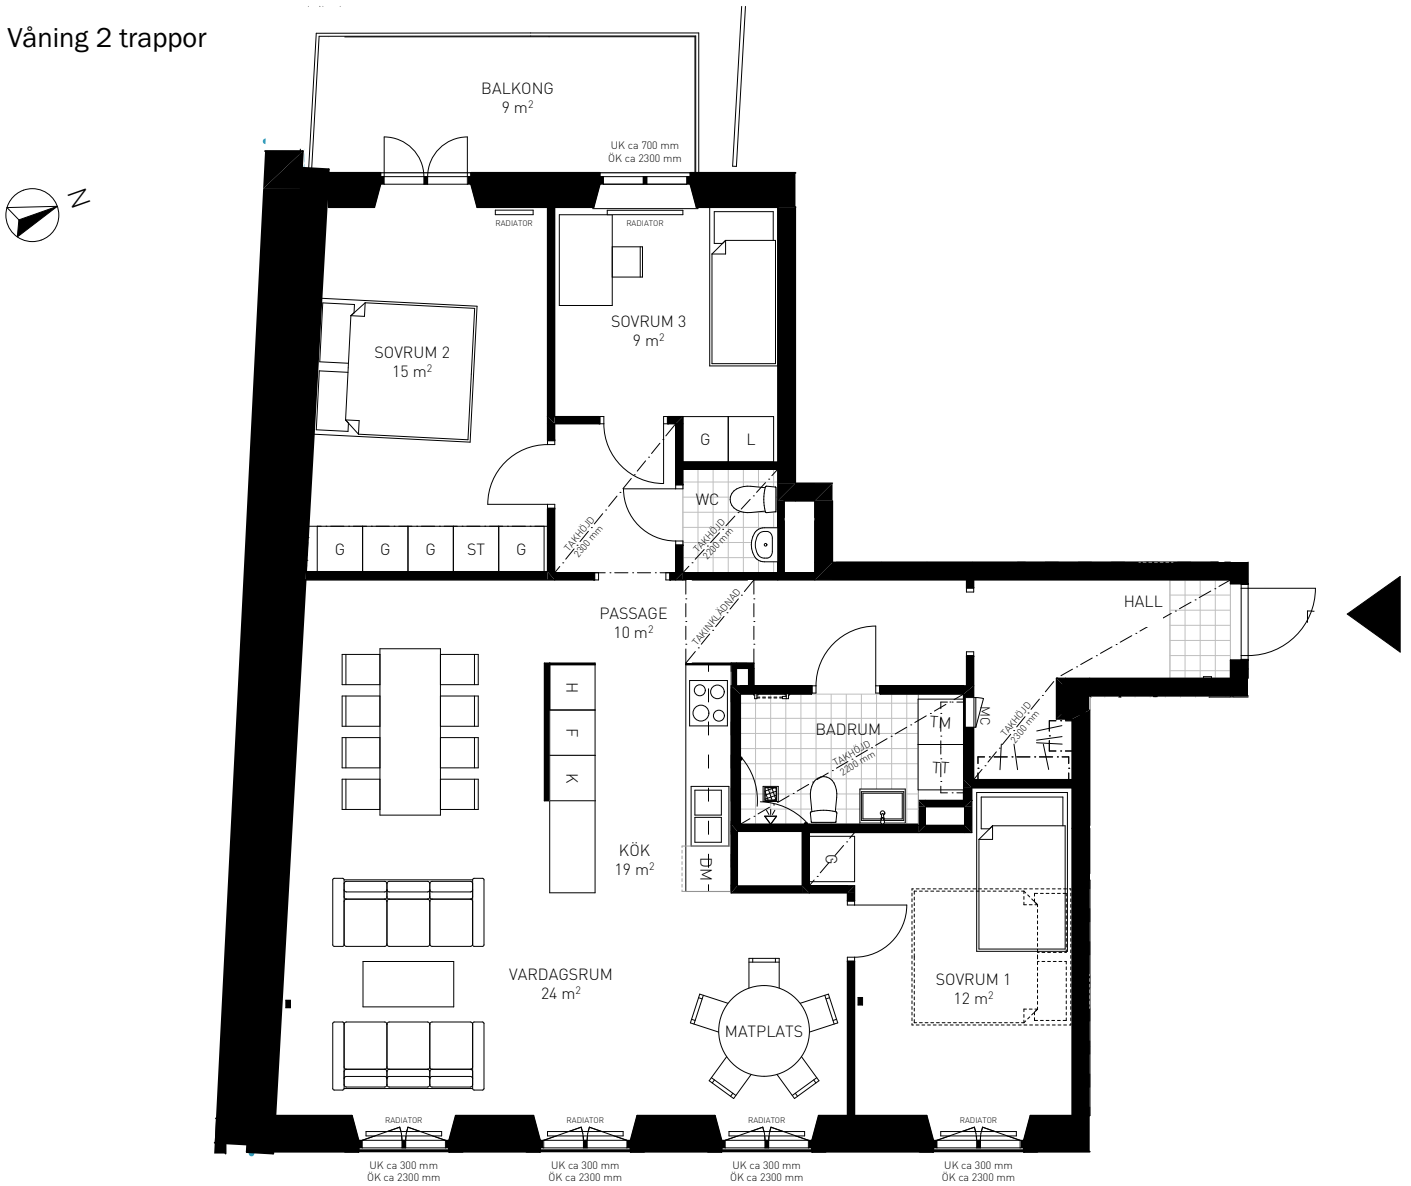 Våning 2 trappor
N
BALKONG
9 m²
UK ca 700 mm
ÖK ca 2300 mm
RADIATOR
RADIATOR
SOVRUM 2
15 m²
SOVRUM 3
9 m²
G
L
WC
TAKHÖJD
2200 mm
TAKHÖJD
2300 mm
G
G
G
ST
G
PASSAGE
10 m²
TAKINKLÄDNAD
HALL
H
F
K
BADRUM
TAKHÖJD
2200 mm
TM
TT
MC
TAKHÖJD
2300 mm
KÖK
19 m²
DM
G
VARDAGSRUM
24 m²
MATPLATS
SOVRUM 1
12 m²
RADIATOR
RADIATOR
RADIATOR
RADIATOR
UK ca 300 mm
ÖK ca 2300 mm
UK ca 300 mm
ÖK ca 2300 mm
UK ca 300 mm
ÖK ca 2300 mm
UK ca 300 mm
ÖK ca 2300 mm